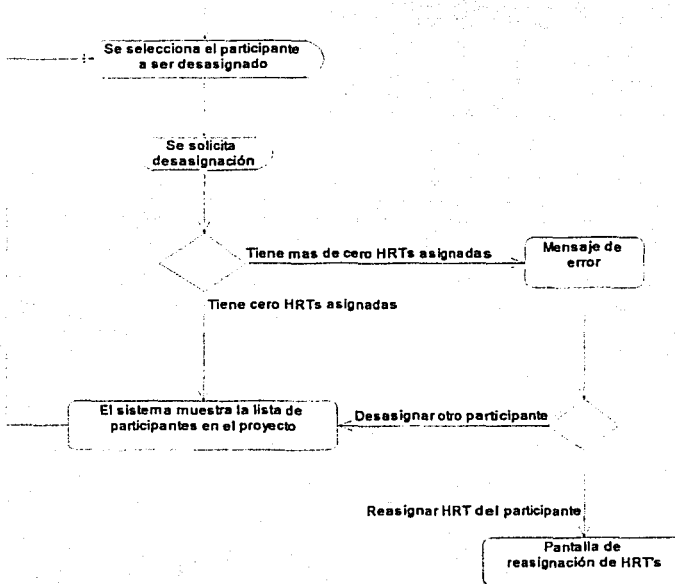 Se selecciona el participante
a ser desasignado
Se solicita
desasignación
Tiene mas de cero HRTs asignadas
Mensaje de
error
Tiene cero HRTs asignadas
El sistema muestra la lista de
participantes en el proyecto
Desasignar otro participante
Reasignar HRT del participante
Pantalla de
reasignación de HRT's